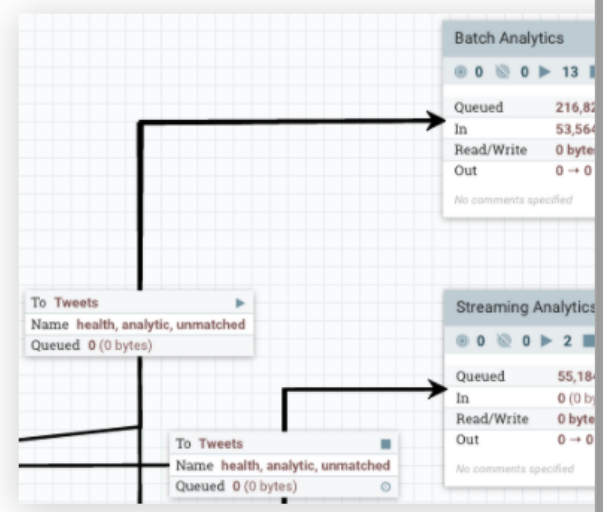 Batch Analytics
0 0 13
Queued 216,82
In 53,564
Read/Write 0 byte
Out 0 → 0
No comments specified
To Tweets
Name health, analytic, unmatched
Queued 0 (0 bytes)
Streaming Analytics
0 0 2
Queued 55,184
In 0 (0 by
Read/Write 0 byte
Out 0 → 0
No comments specified
To Tweets
Name health, analytic, unmatched
Queued 0 (0 bytes)